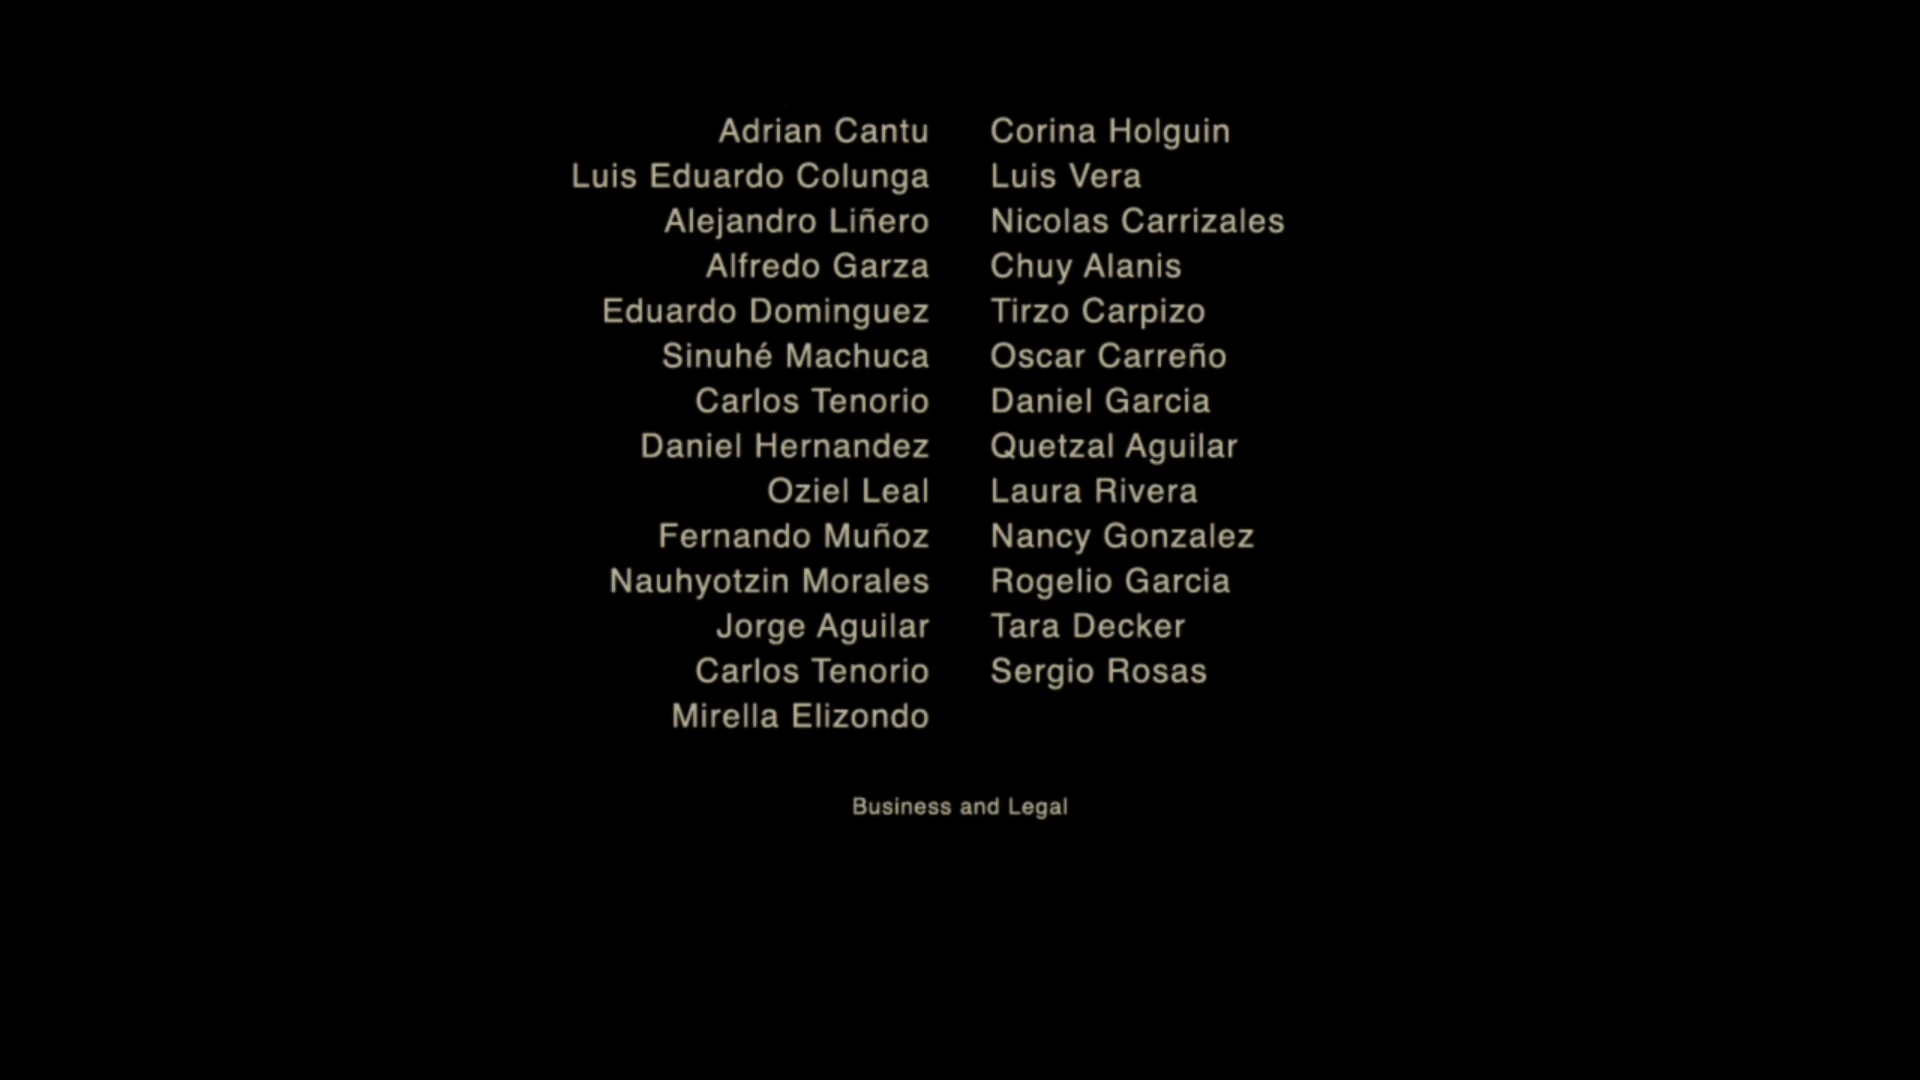 Adrian Cantu Corina Holguin
Luis Eduardo Colunga Luis Vera
Alejandro Liñero Nicolas Carrizales
Alfredo Garza Chuy Alanis
Eduardo Dominguez Tirzo Carpizo
Sinuhé Machuca Oscar Carreño
Carlos Tenorio Daniel Garcia
Daniel Hernandez Quetzal Aguilar
Oziel Leal Laura Rivera
Fernando Muñoz Nancy Gonzalez
Nauhyotzin Morales Rogelio Garcia
Jorge Aguilar Tara Decker
Carlos Tenorio Sergio Rosas
Mirella Elizondo
Business and Legal